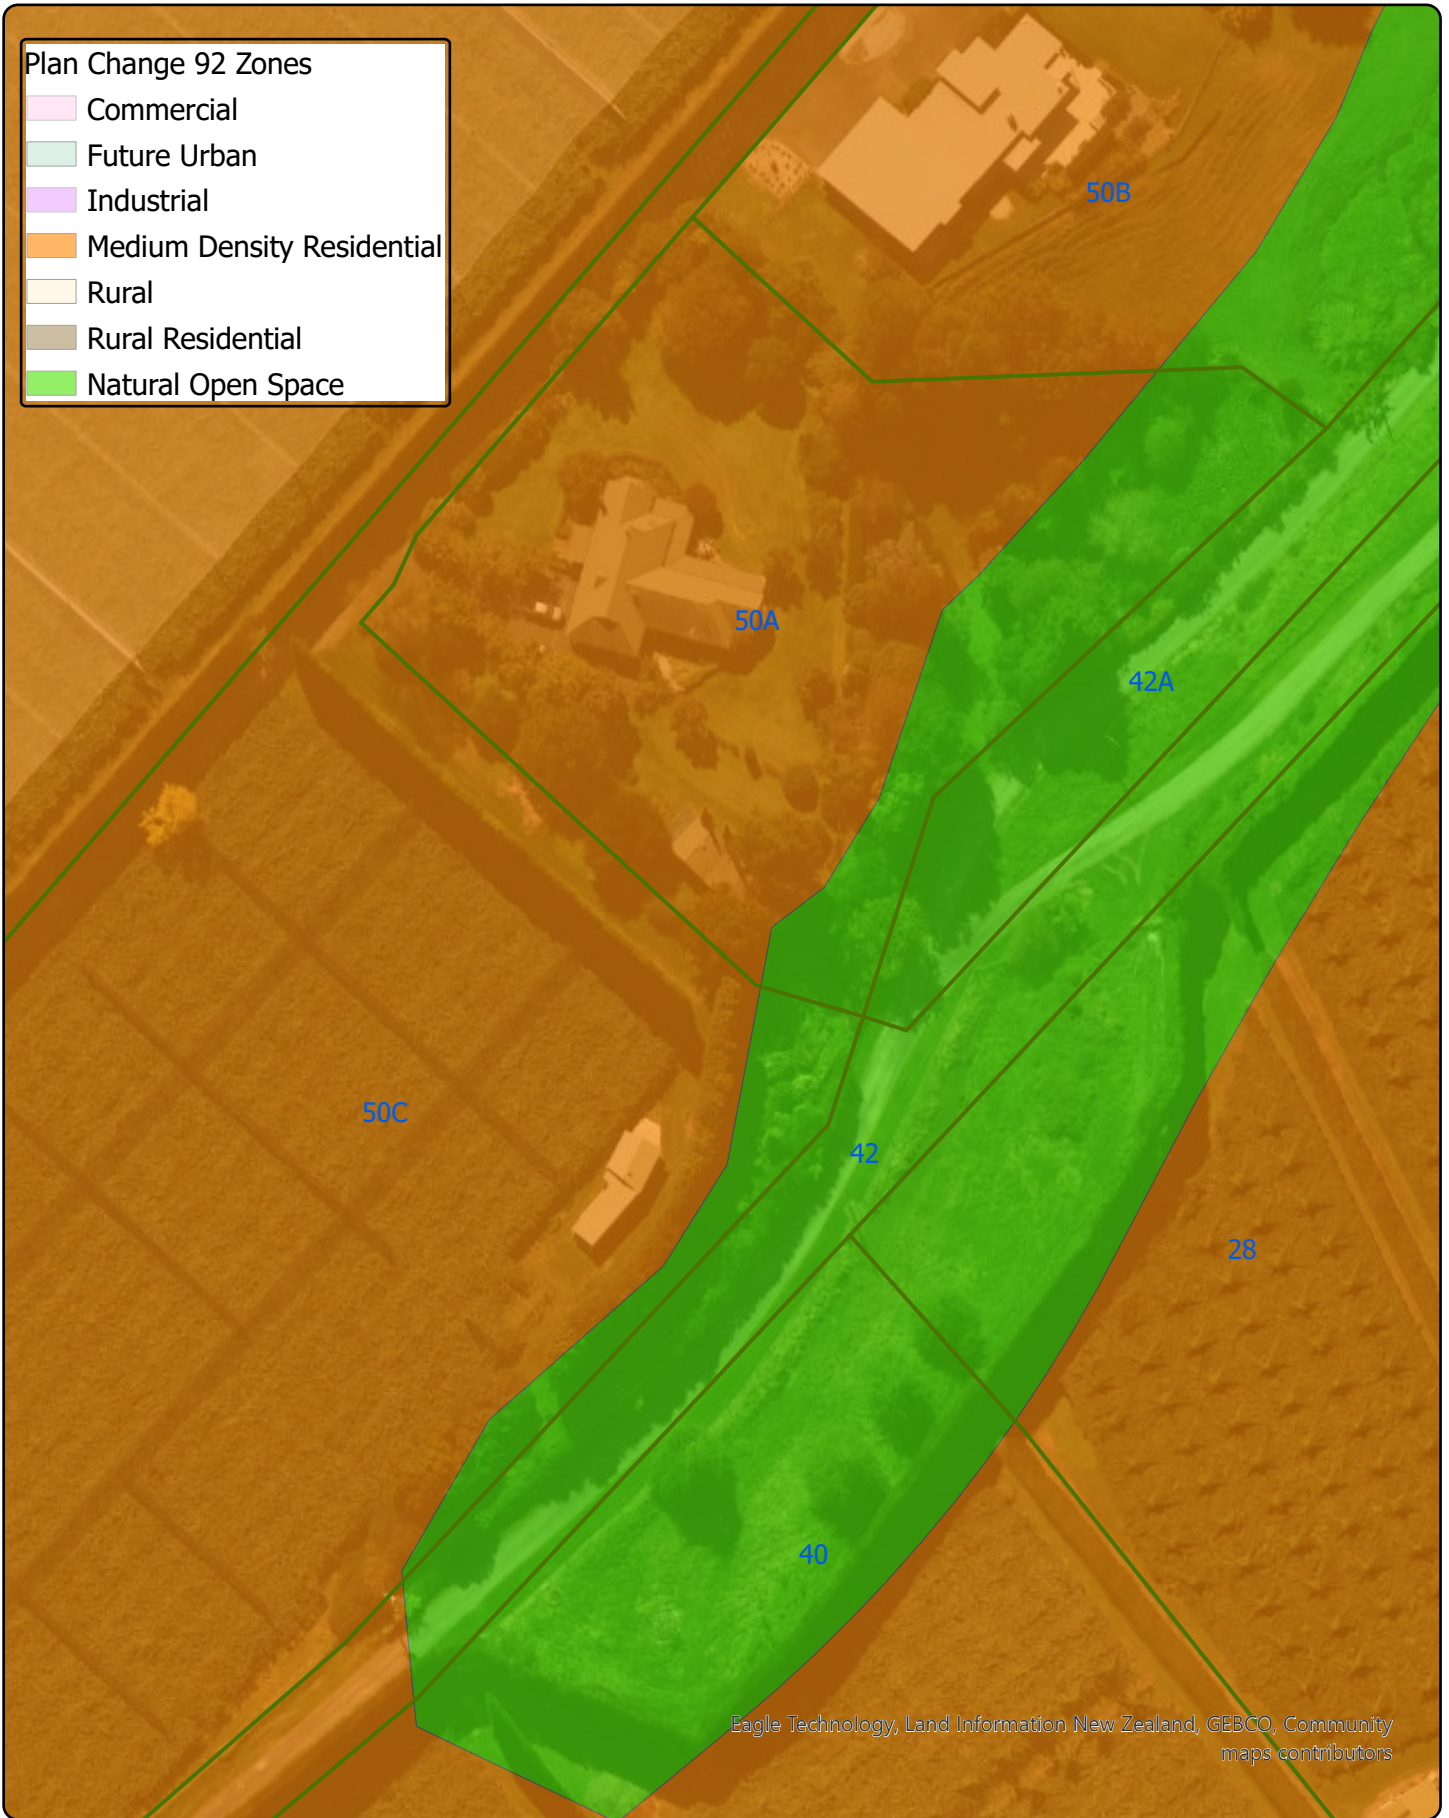 Plan Change 92 Zones
Commercial
Future Urban
Industrial
Medium Density Residential
Rural
Rural Residential
Natural Open Space
50B
50A
42A
50C
42
28
40
Eagle Technology, Land Information New Zealand, GEBCO, Community
maps contributors